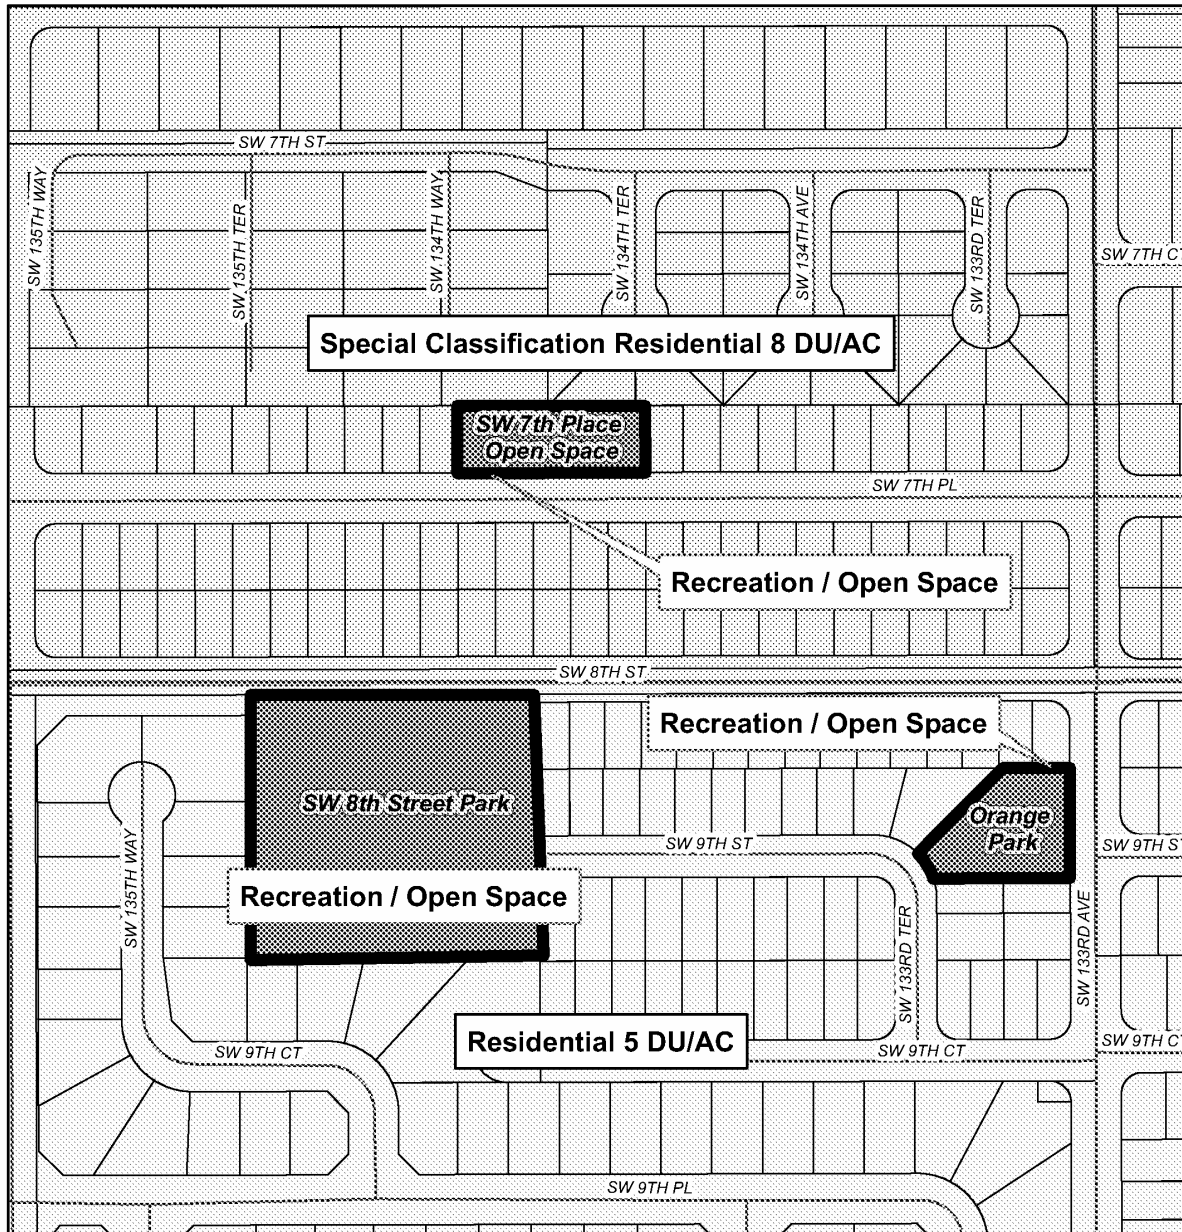 SW 7TH ST
SW 135TH WAY
SW 135TH TER
SW 134TH WAY
SW 134TH TER
SW 134TH AVE
SW 133RD TER
SW 7TH CT
Special Classification Residential 8 DU/AC
SW 7th Place
Open Space
SW 7TH PL
Recreation / Open Space
SW 8TH ST
Recreation / Open Space
SW 8th Street Park
Orange
Park
SW 9TH ST
SW 9TH ST
SW 135TH WAY
Recreation / Open Space
SW 133RD TER
SW 133RD AVE
Residential 5 DU/AC
SW 9TH CT
SW 9TH CT
SW 9TH CT
SW 9TH PL